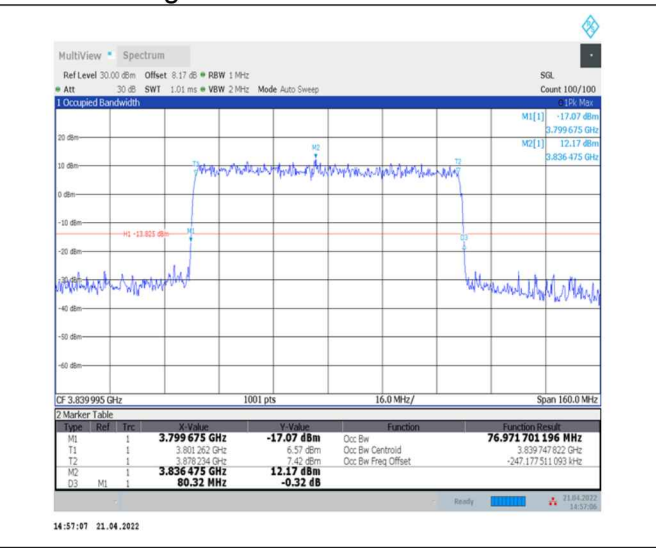 MultiView Spectrum
Ref Level 30.00 dBm Offset 8.17 dB RBW 1 MHz SGL
Att 30 dB SWT 1.01 ms VBW 2 MHz Mode Auto Sweep Count 100/100
1 Occupied Bandwidth 1Pk Max
M1[1] -17.07 dBm
3.799 675 GHz
M2[1] 12.17 dBm
3.836 475 GHz
20 dBm
M2
T1 T2
10 dBm
0 dBm
-10 dBm
H1 -13.825 dBm M1
D3
-20 dBm
-30 dBm
-40 dBm
-50 dBm
-60 dBm
CF 3.839 995 GHz 1001 pts 16.0 MHz/ Span 160.0 MHz
2 Marker Table
Type Ref Trc X-Value Y-Value Function Function Result
M1 1 3.799 675 GHz -17.07 dBm Occ Bw 76.971 701 196 MHz
T1 1 3.801 262 GHz 6.57 dBm Occ Bw Centroid 3.839 747 822 GHz
T2 1 3.878 234 GHz 7.42 dBm Occ Bw Freq Offset -247.177 511 093 kHz
M2 1 3.836 475 GHz 12.17 dBm
D3 M1 1 80.32 MHz -0.32 dB
Ready 21.04.2022
14:57:06
14:57:07 21.04.2022